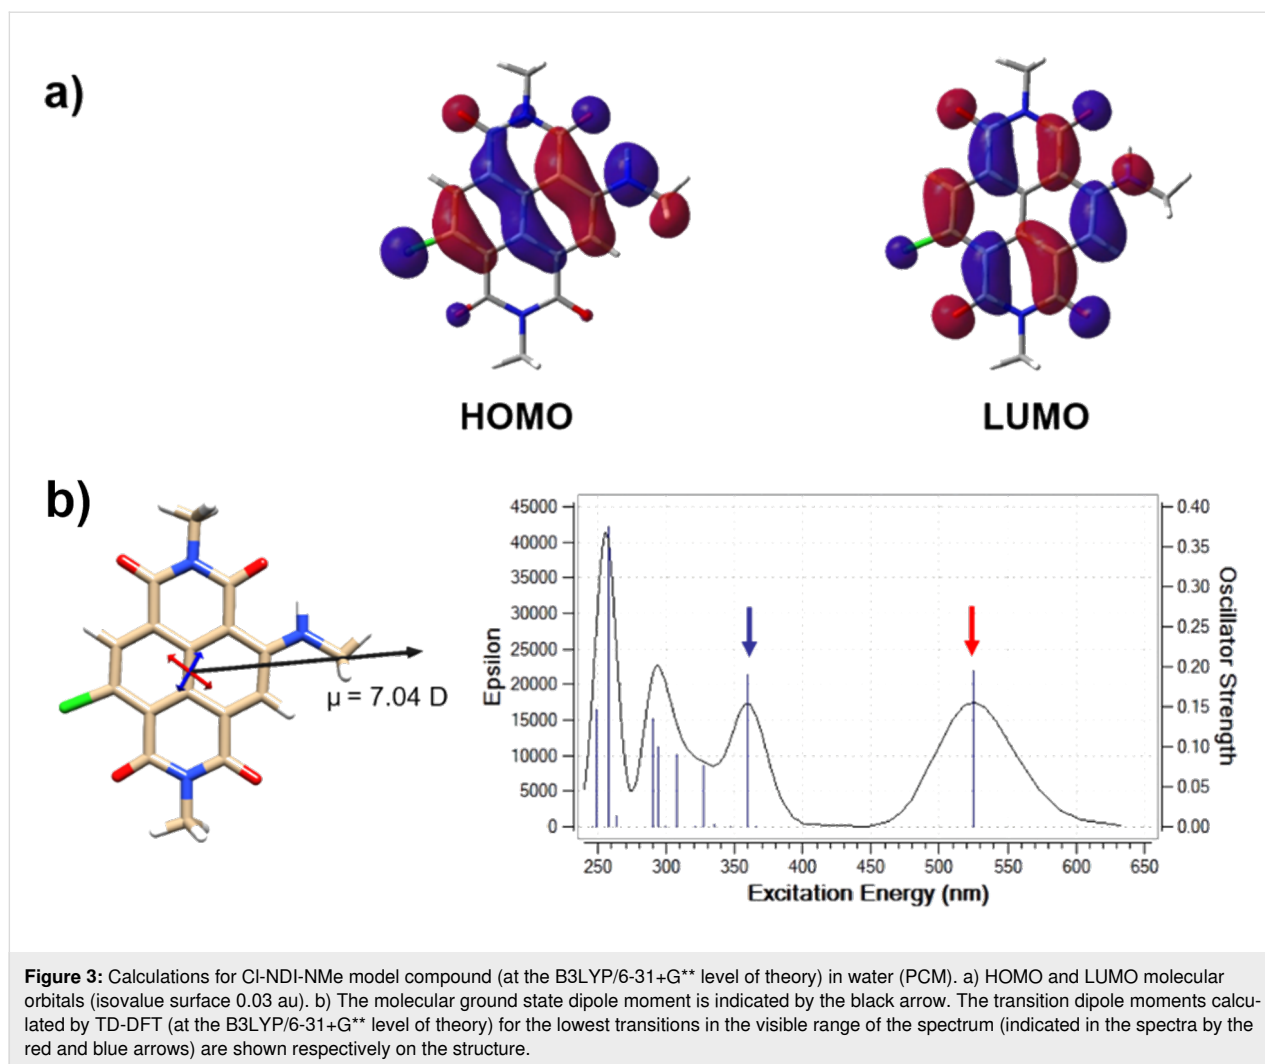 a)
HOMO
LUMO
b)
μ = 7.04 D
Epsilon
45000
40000
35000
30000
25000
20000
15000
10000
5000
0
0.40
0.35
0.30
0.25
0.20
0.15
0.10
0.05
0.00
Oscillator Strength
250 300 350 400 450 500 550 600 650
Excitation Energy (nm)
Figure 3: Calculations for Cl-NDI-NMe model compound (at the B3LYP/6-31+G** level of theory) in water (PCM). a) HOMO and LUMO molecular
orbitals (isovalue surface 0.03 au). b) The molecular ground state dipole moment is indicated by the black arrow. The transition dipole moments calcu-
lated by TD-DFT (at the B3LYP/6-31+G** level of theory) for the lowest transitions in the visible range of the spectrum (indicated in the spectra by the
red and blue arrows) are shown respectively on the structure.